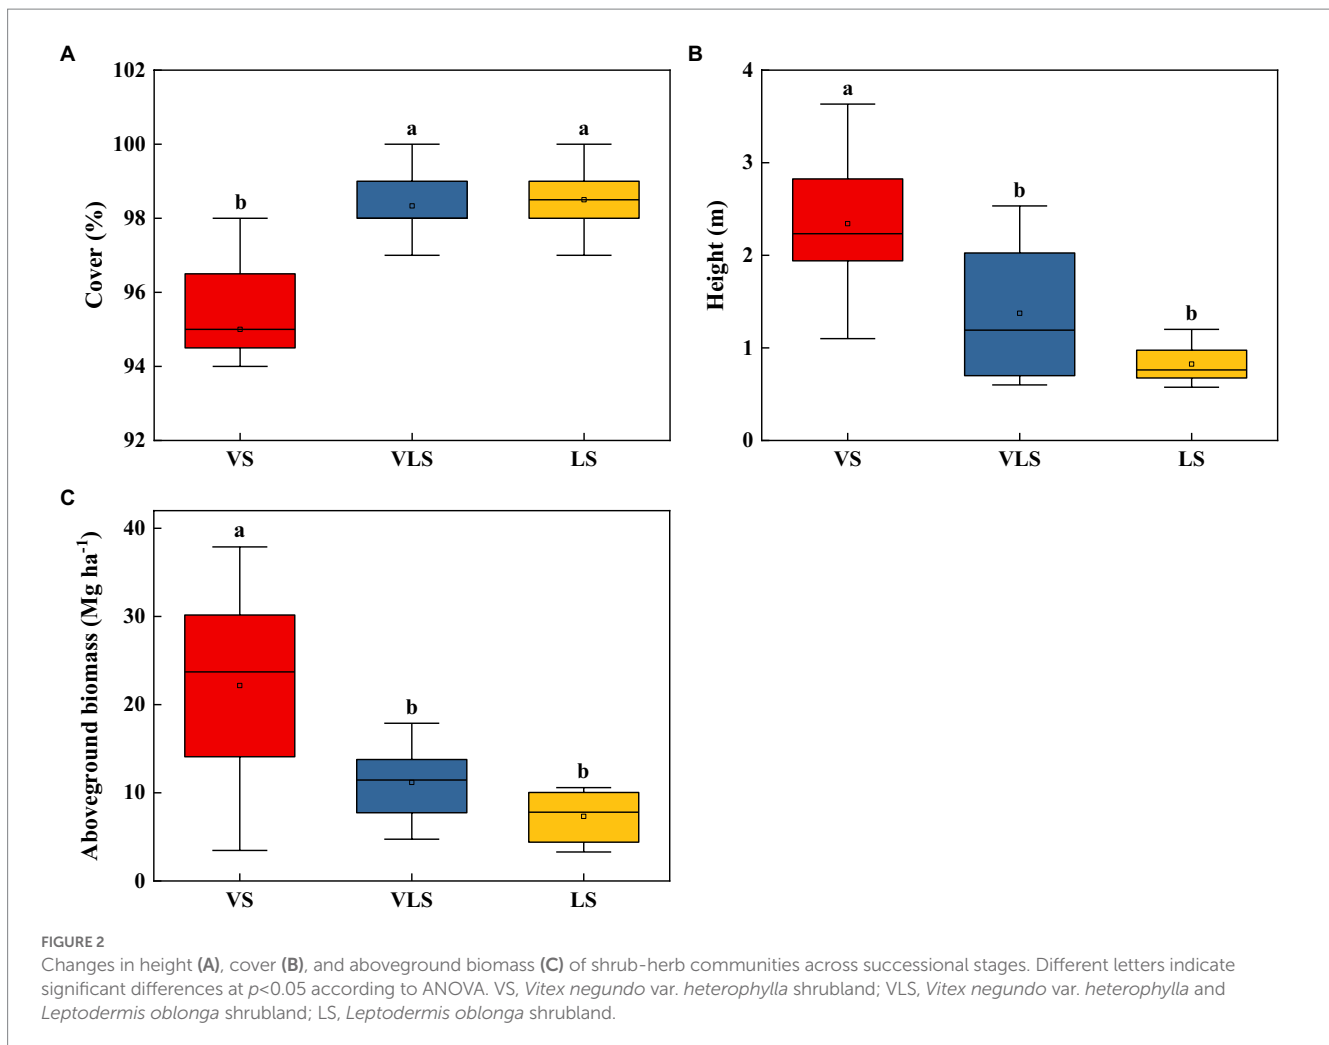 A
102
100
98
96
94
92
Cover (%)
b
a
a
VS
VLS
LS
B
4
3
2
1
0
Height (m)
a
b
b
VS
VLS
LS
C
40
30
20
10
0
Aboveground biomass (Mg ha⁻¹)
a
b
b
VS
VLS
LS
FIGURE 2
Changes in height (A), cover (B), and aboveground biomass (C) of shrub-herb communities across successional stages. Different letters indicate
significant differences at p<0.05 according to ANOVA. VS, Vitex negundo var. heterophylla shrubland; VLS, Vitex negundo var. heterophylla and
Leptodermis oblonga shrubland; LS, Leptodermis oblonga shrubland.